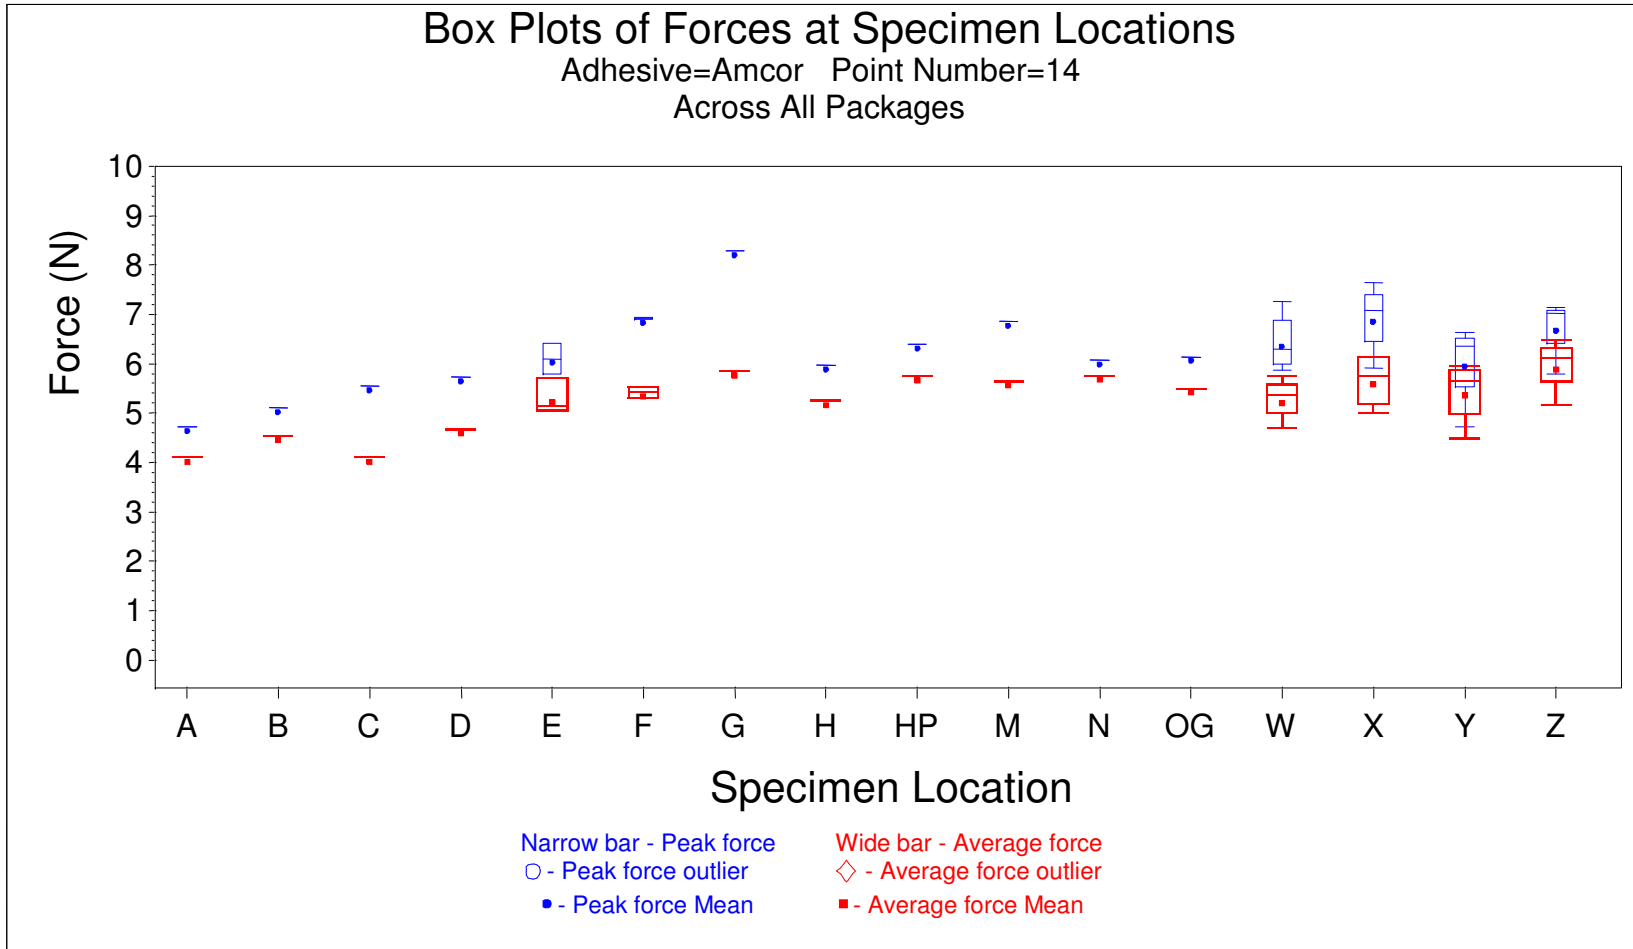 Box Plots of Forces at Specimen Locations
Adhesive=Amcor Point Number=14
Across All Packages
Force (N)
10
9
8
7
6
5
4
3
2
1
0
A B C D E F G H HP M N OG W X Y Z
Specimen Location
Narrow bar - Peak force Wide bar - Average force
- Peak force outlier - Average force outlier
- Peak force Mean - Average force Mean